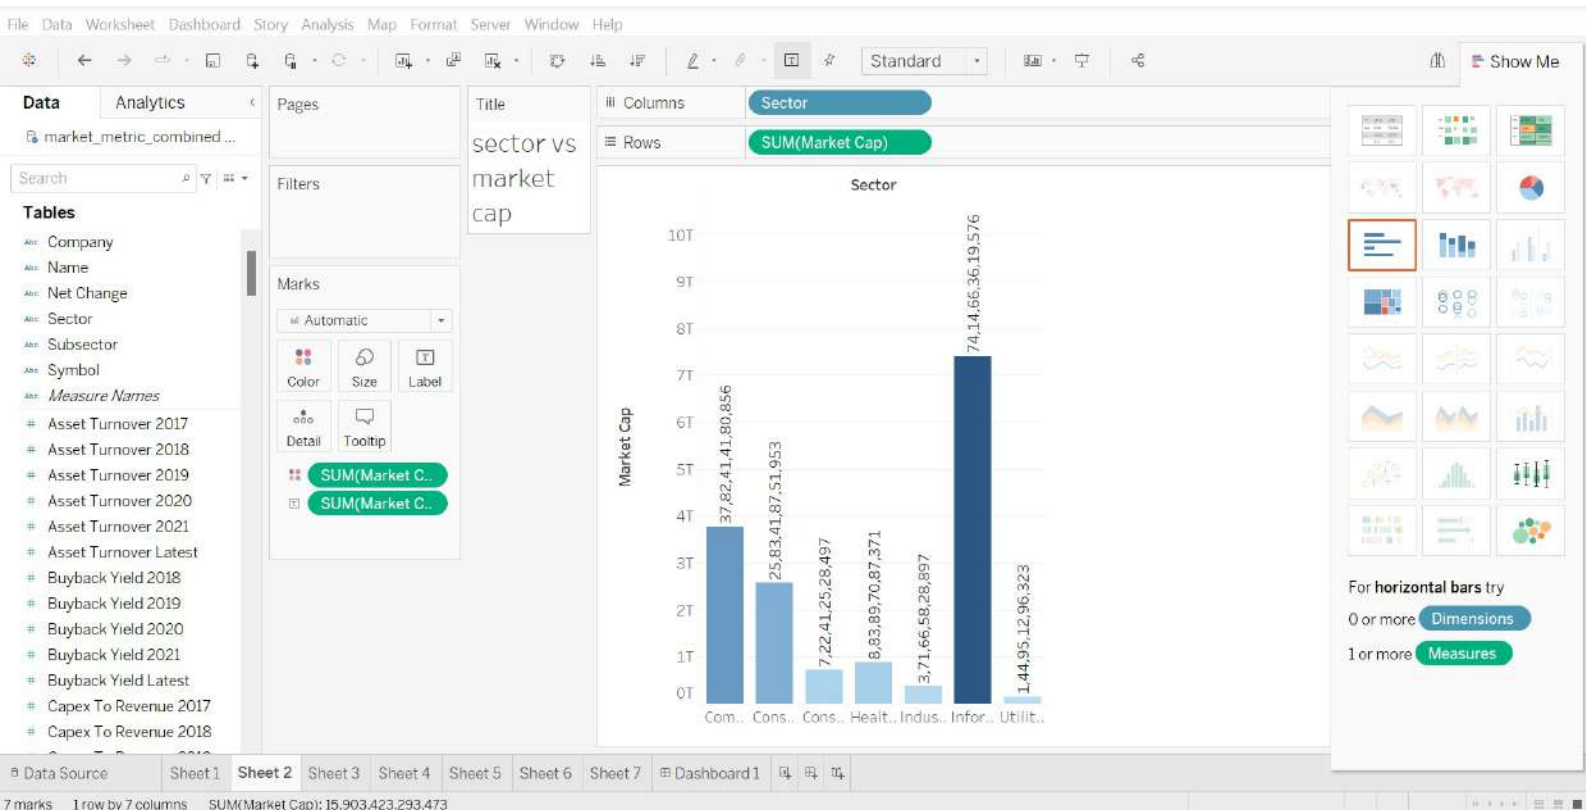 File Data Worksheet Dashboard Story Analysis Map Format Server Window Help
Standard
Show Me
Data Analytics
market_metric_combined ...
Search
Tables
Abc Company
Abc Name
Abc Net Change
Abc Sector
Abc Subsector
Abc Symbol
Abc Measure Names
# Asset Turnover 2017
# Asset Turnover 2018
# Asset Turnover 2019
# Asset Turnover 2020
# Asset Turnover 2021
# Asset Turnover Latest
# Buyback Yield 2018
# Buyback Yield 2019
# Buyback Yield 2020
# Buyback Yield 2021
# Buyback Yield Latest
# Capex To Revenue 2017
# Capex To Revenue 2018
Pages
Filters
Marks
Automatic
Color Size Label
Detail Tooltip
SUM(Market C..
SUM(Market C..
Title
sector vs
market
cap
Columns Sector
Rows SUM(Market Cap)
Sector
Market Cap
10T
9T
8T
7T
6T
5T
4T
3T
2T
1T
0T
37,82,41,41,80,856
25,83,41,87,51,953
7,22,41,25,28,497
8,83,89,70,87,371
3,71,66,58,28,897
74,14,66,36,19,576
1,44,95,12,96,323
Com.. Cons.. Cons.. Healt.. Indus.. Infor.. Utilit..
For horizontal bars try
0 or more Dimensions
1 or more Measures
Data Source Sheet 1 Sheet 2 Sheet 3 Sheet 4 Sheet 5 Sheet 6 Sheet 7 Dashboard 1
7 marks 1 row by 7 columns SUM(Market Cap): 15,903,423,293,473